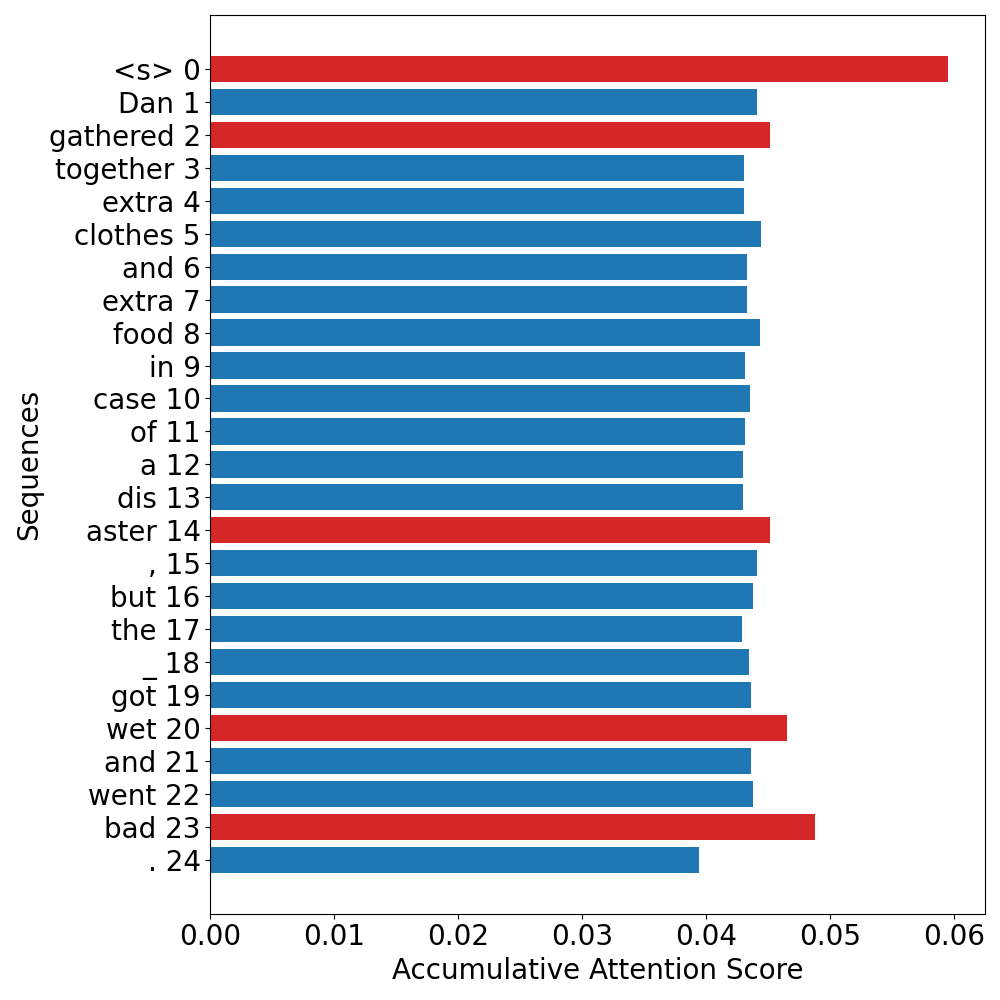 <s> 0
Dan 1
gathered 2
together 3
extra 4
clothes 5
and 6
extra 7
food 8
in 9
case 10
of 11
a 12
dis 13
aster 14
, 15
but 16
the 17
_ 18
got 19
wet 20
and 21
went 22
bad 23
. 24
Sequences
0.00 0.01 0.02 0.03 0.04 0.05 0.06
Accumulative Attention Score